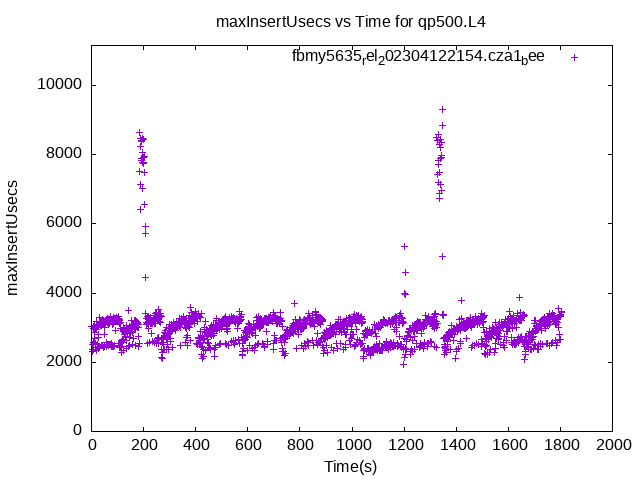 maxInsertUsecs vs Time for qp500.L4
fbmy5635_rel_202304122154.cza1_bee
10000
8000
6000
4000
2000
0
maxInsertUsecs
0 200 400 600 800 1000 1200 1400 1600 1800 2000
Time(s)